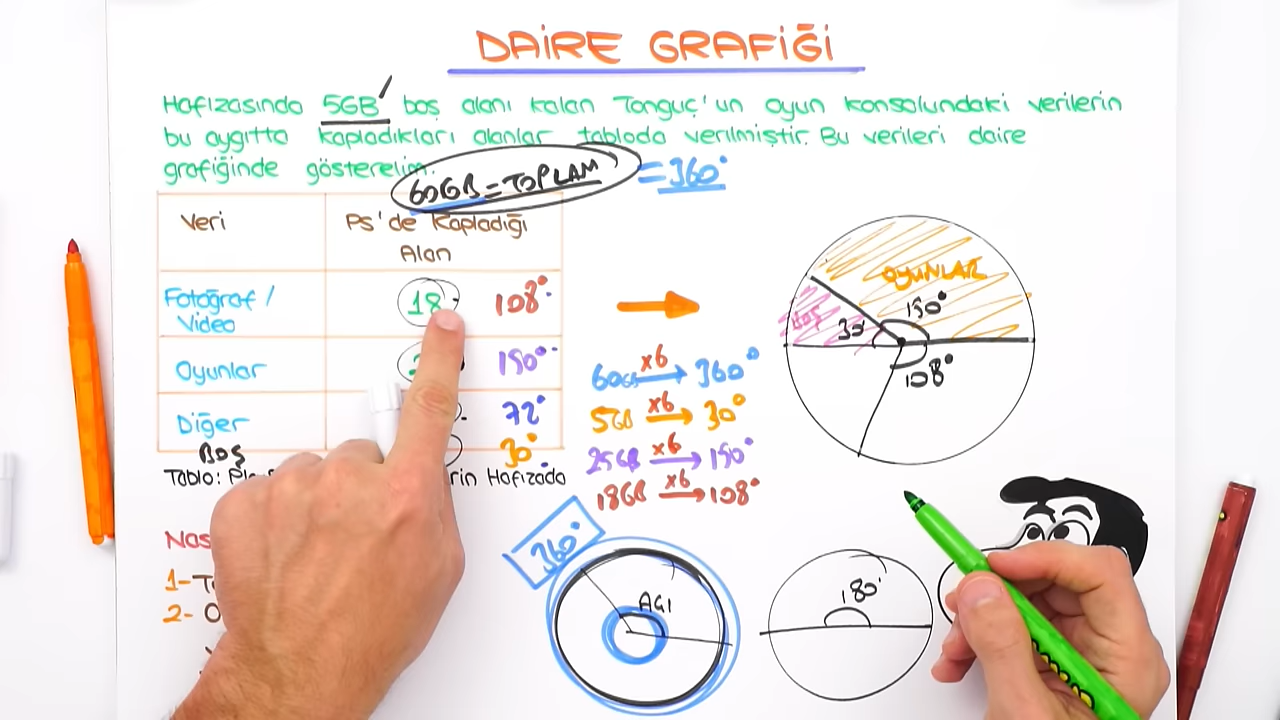 DAİRE GRAFİĞİ
Hafızasında 5GB boş alanı kalan Tonguç'un oyun konsolundaki verilerin
bu aygıtta kapladıkları alanlar tabloda verilmiştir. Bu verileri daire
grafiğinde gösterelim.
60GB = TOPLAM = 360°
Veri Ps'de Kapladığı
Alan
Fotoğraf / 18 108°
Video
Oyunlar 150°
Diğer 72°
BOŞ 30°
Tablo: rin Hafızada
60GB x6 → 360°
5GB x6 → 30°
25GB x6 → 150°
18GB x6 → 108°
OYUNLAR
BOŞ
150°
30°
108°
360°
AÇI
180°
1-
2-